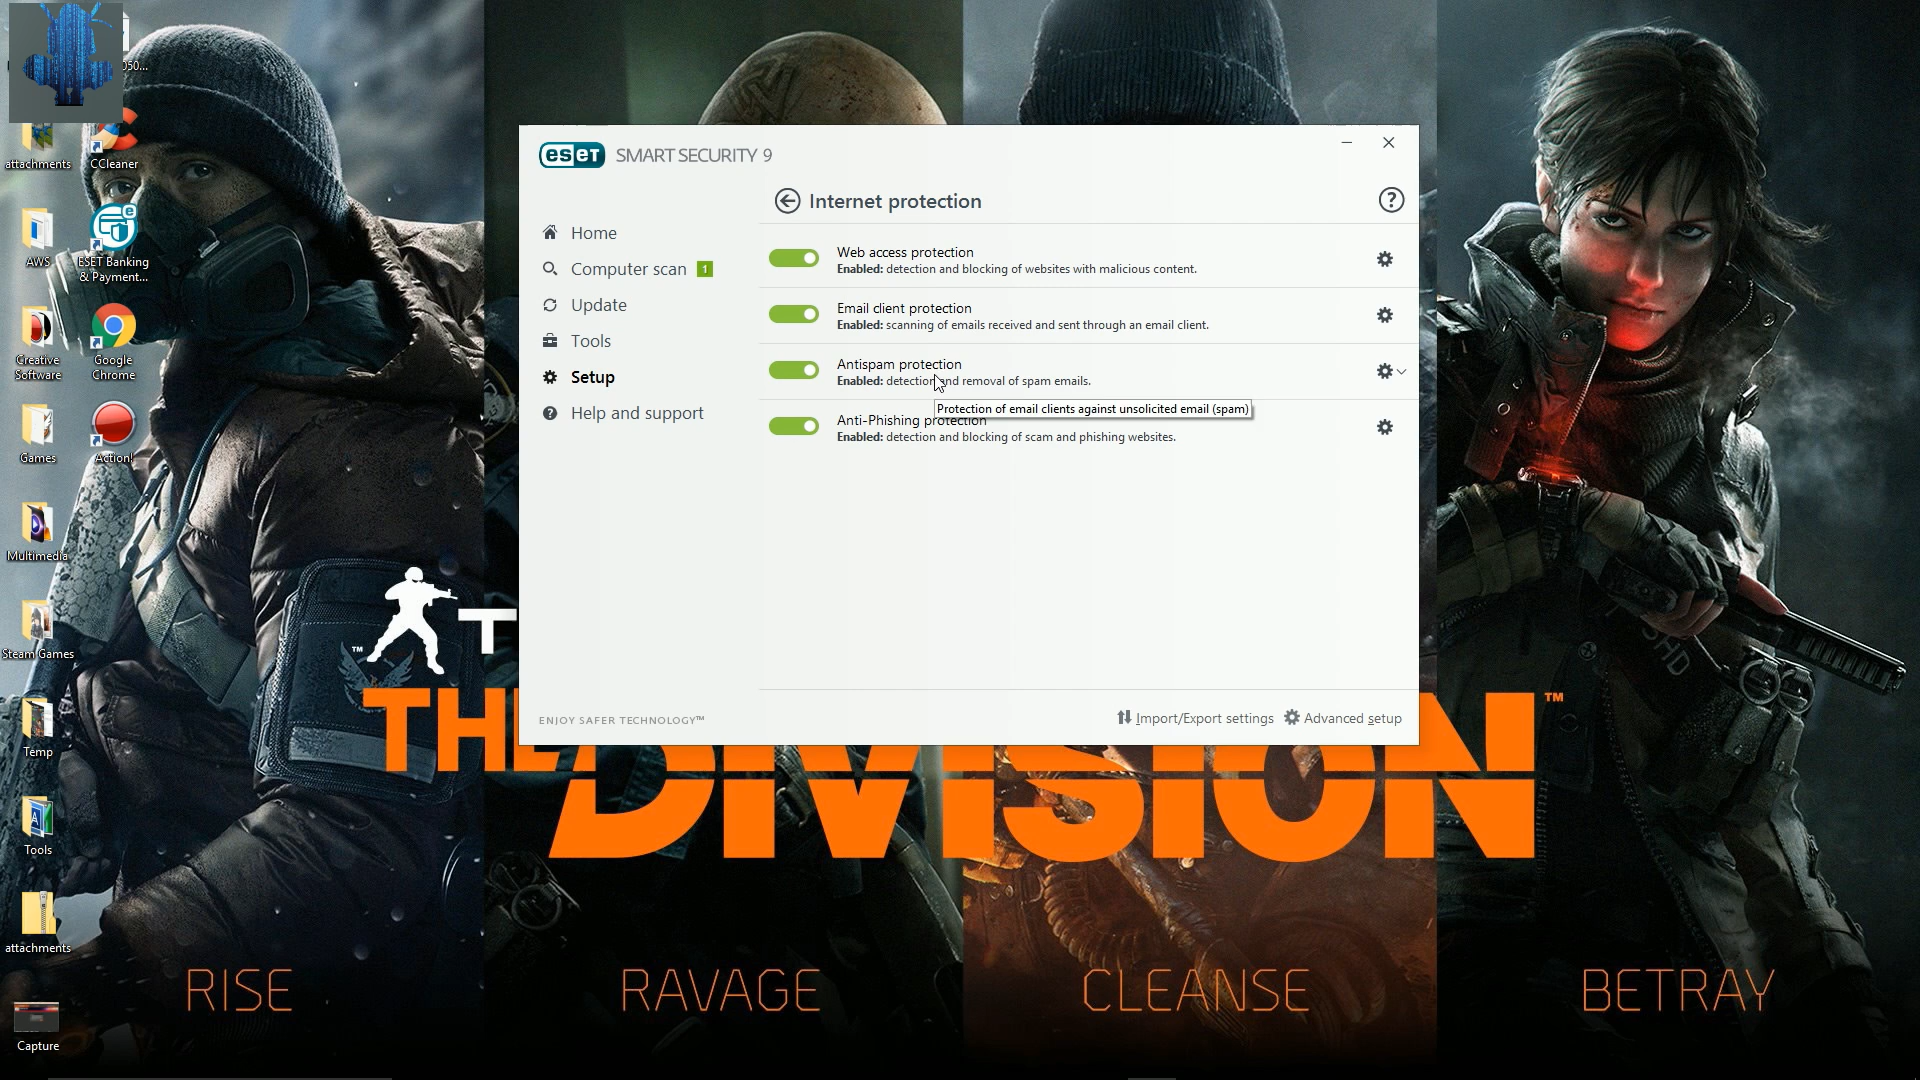 050...
attachments
CCleaner
AWS
ESET Banking
& Payment...
Creative
Software
Google
Chrome
Games
Action!
Multimedia
Steam Games
Temp
Tools
attachments
Capture
eSeT SMART SECURITY 9
Internet protection
?
Home
Computer scan 1
Update
Tools
Setup
Help and support
Web access protection
Enabled: detection and blocking of websites with malicious content.
Email client protection
Enabled: scanning of emails received and sent through an email client.
Antispam protection
Enabled: detection and removal of spam emails.
Protection of email clients against unsolicited email (spam)
Anti-Phishing protection
Enabled: detection and blocking of scam and phishing websites.
ENJOY SAFER TECHNOLOGY™
Import/Export settings
Advanced setup
SHD
™
THE
DIVISION™
RISE
RAVAGE
CLEANSE
BETRAY